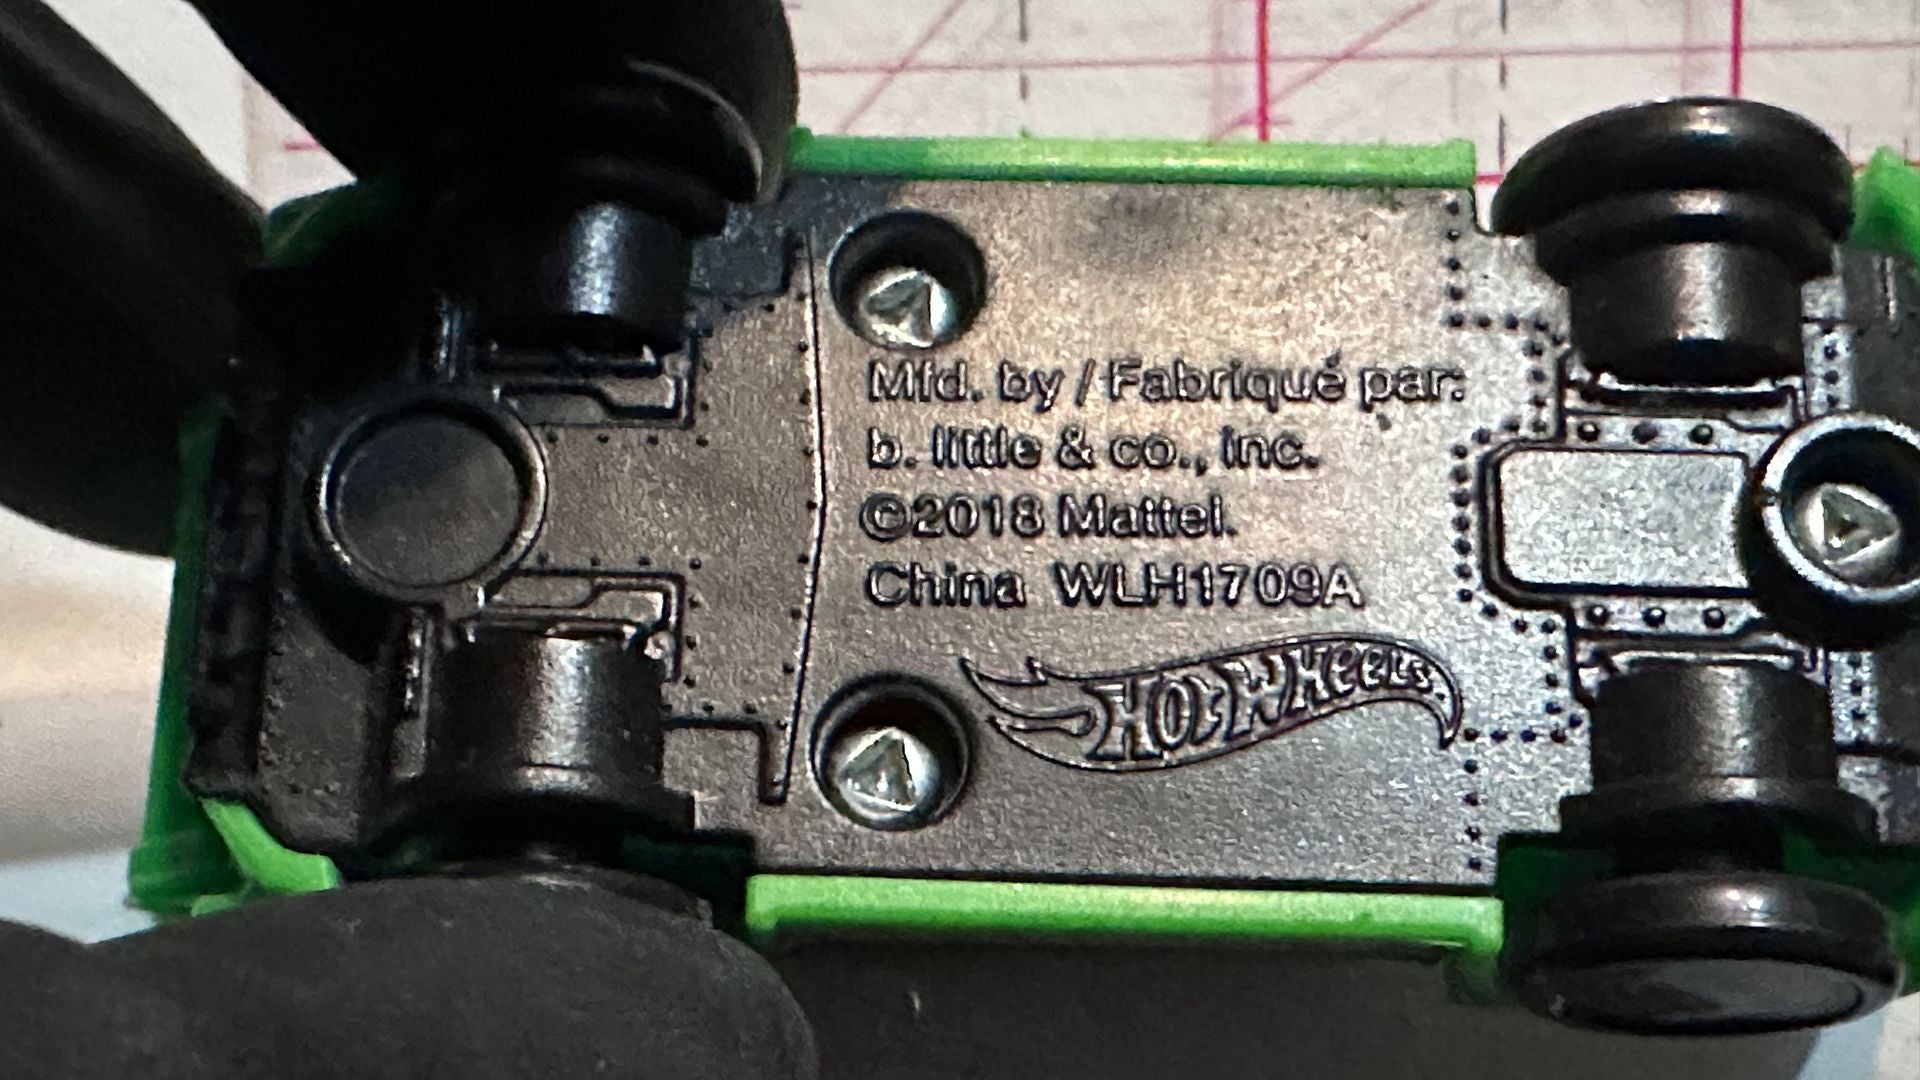 Mfd. by / Fabriqué par:
b. little & co., inc.
©2018 Mattel.
China WLH1709A
HOT WHEELS